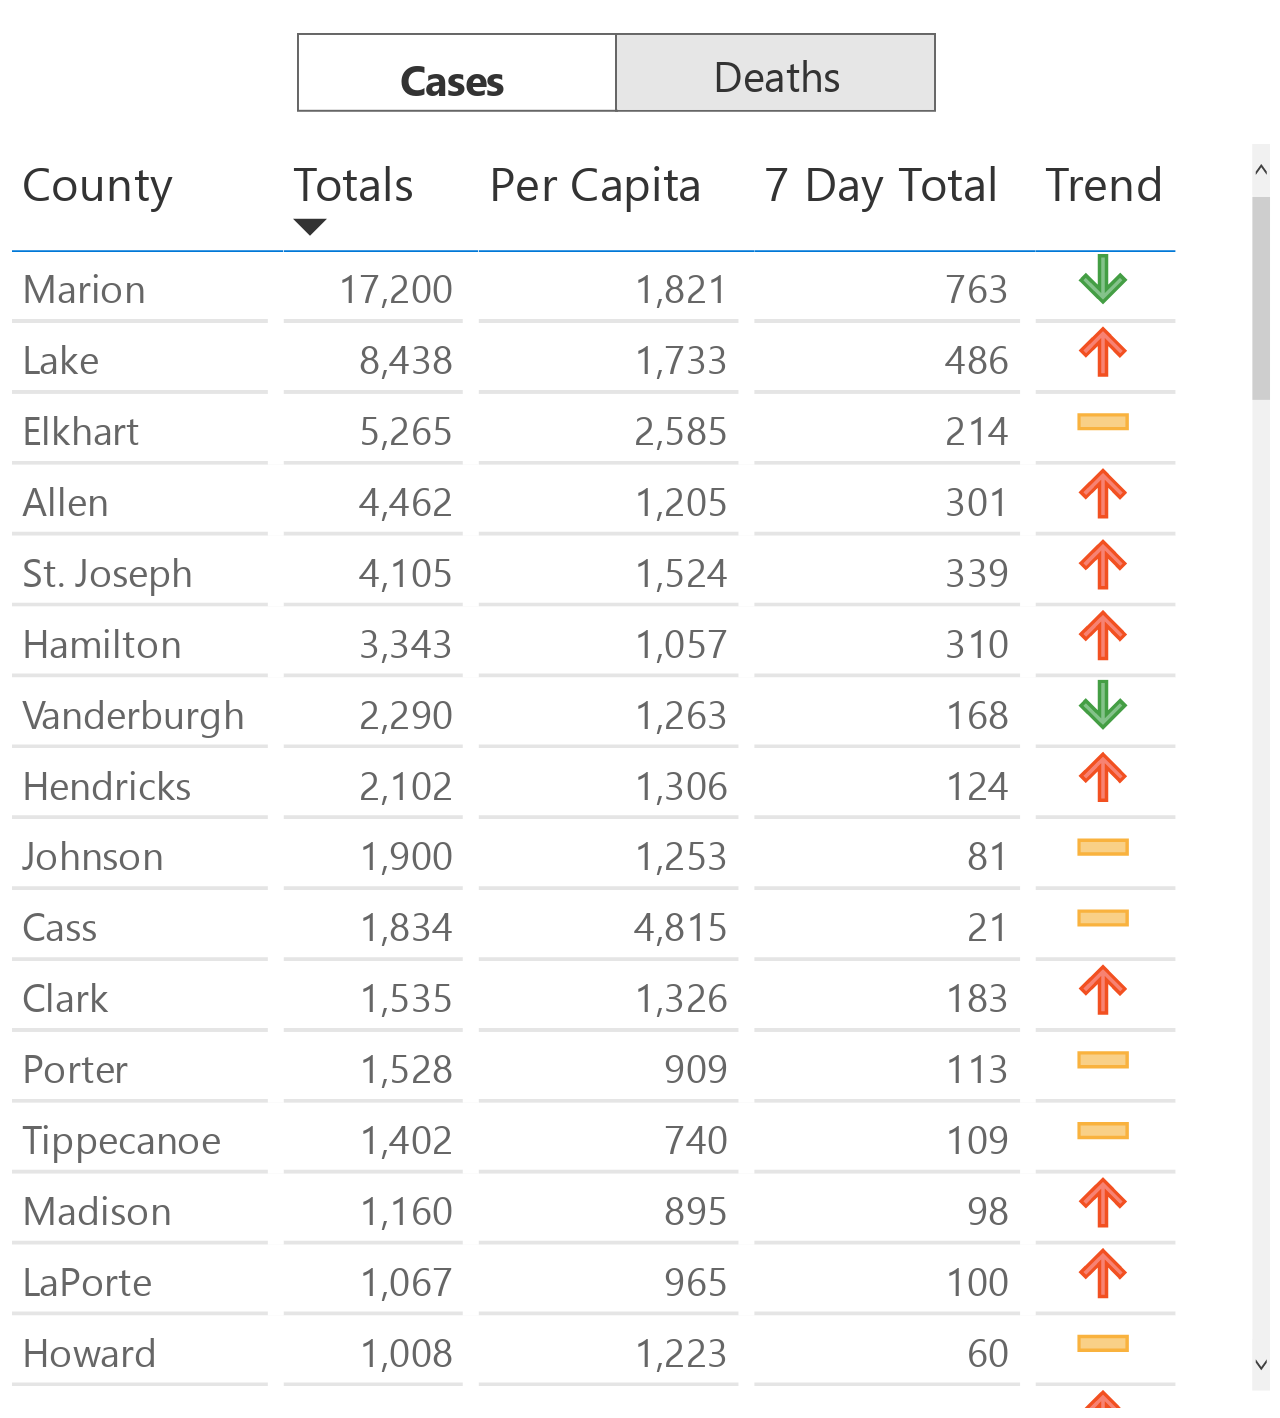 Cases Deaths
County Totals Per Capita 7 Day Total Trend
Marion 17,200 1,821 763
Lake 8,438 1,733 486
Elkhart 5,265 2,585 214
Allen 4,462 1,205 301
St. Joseph 4,105 1,524 339
Hamilton 3,343 1,057 310
Vanderburgh 2,290 1,263 168
Hendricks 2,102 1,306 124
Johnson 1,900 1,253 81
Cass 1,834 4,815 21
Clark 1,535 1,326 183
Porter 1,528 909 113
Tippecanoe 1,402 740 109
Madison 1,160 895 98
LaPorte 1,067 965 100
Howard 1,008 1,223 60